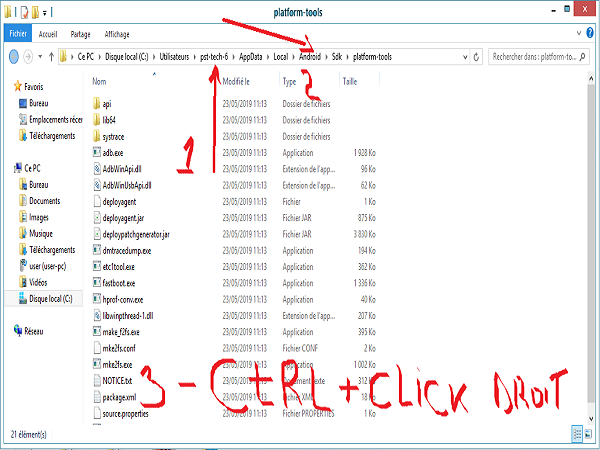 platform-tools
Fichier Accueil Partage Affichage
Ce PC Disque local (C:) Utilisateurs pst-tech-6 AppData Local Android Sdk platform-tools Rechercher dans : platform-to...
Nom Modifié le Type Taille
Favoris
Bureau
Emplacements récen
Téléchargements
Ce PC
Bureau
Documents
Images
Musique
Téléchargements
user (user-pc)
Vidéos
Disque local (C:)
Réseau
api 23/05/2019 11:13 Dossier de fichiers
lib64 23/05/2019 11:13 Dossier de fichiers
systrace 23/05/2019 11:13 Dossier de fichiers
adb.exe 23/05/2019 11:13 Application 1 928 Ko
AdbWinApi.dll 23/05/2019 11:13 Extension de l'app... 96 Ko
AdbWinUsbApi.dll 23/05/2019 11:13 Extension de l'app... 62 Ko
deployagent 23/05/2019 11:13 Fichier 1 Ko
deployagent.jar 23/05/2019 11:13 Fichier JAR 875 Ko
deploypatchgenerator.jar 23/05/2019 11:13 Fichier JAR 3 830 Ko
dmtracedump.exe 23/05/2019 11:13 Application 194 Ko
etc1tool.exe 23/05/2019 11:13 Application 362 Ko
fastboot.exe 23/05/2019 11:13 Application 1 336 Ko
hprof-conv.exe 23/05/2019 11:13 Application 40 Ko
libwinpthread-1.dll 23/05/2019 11:13 Extension de l'app... 207 Ko
make_f2fs.exe 23/05/2019 11:13 Application 395 Ko
mke2fs.conf 23/05/2019 11:13 Fichier CONF 2 Ko
mke2fs.exe 23/05/2019 11:13 Application 1 002 Ko
NOTICE.txt 23/05/2019 11:13 Document texte 312 Ko
package.xml 23/05/2019 11:13 Fichier XML 18 Ko
source.properties 23/05/2019 11:13 Fichier PROPERTIES 1 Ko
21 élément(s)
1
2
3 - CtRL + CLicK DROIT